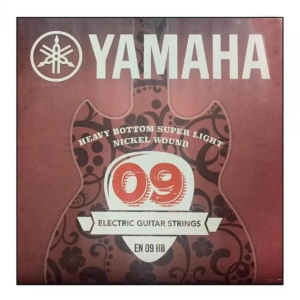 YAMAHA
HEAVY BOTTOM SUPER LIGHT
NICKEL WOUND
09
ELECTRIC GUITAR STRINGS
EN 09 HB